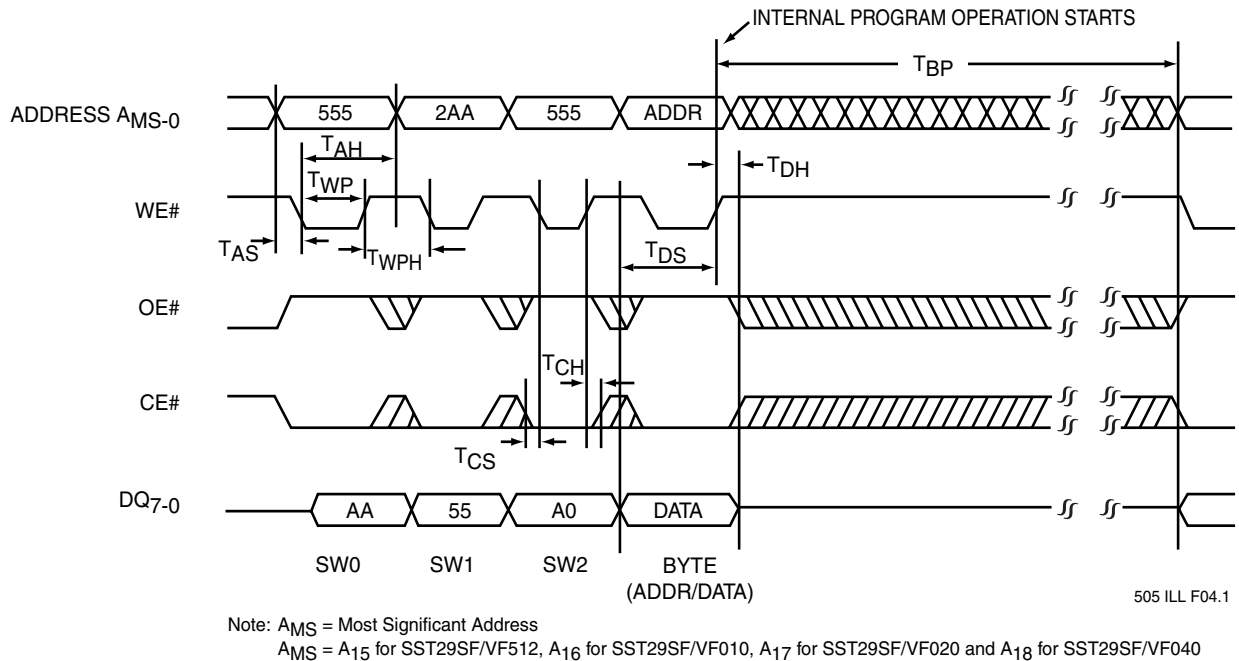 INTERNAL PROGRAM OPERATION STARTS
TBP
ADDRESS AMS-0
555
2AA
555
ADDR
TAH
TDH
TWP
WE#
TAS
TWPH
TDS
OE#
TCH
CE#
TCS
DQ7-0
AA
55
A0
DATA
SW0
SW1
SW2
BYTE
(ADDR/DATA)
505 ILL F04.1
Note: AMS = Most Significant Address
AMS = A15 for SST29SF/VF512, A16 for SST29SF/VF010, A17 for SST29SF/VF020 and A18 for SST29SF/VF040